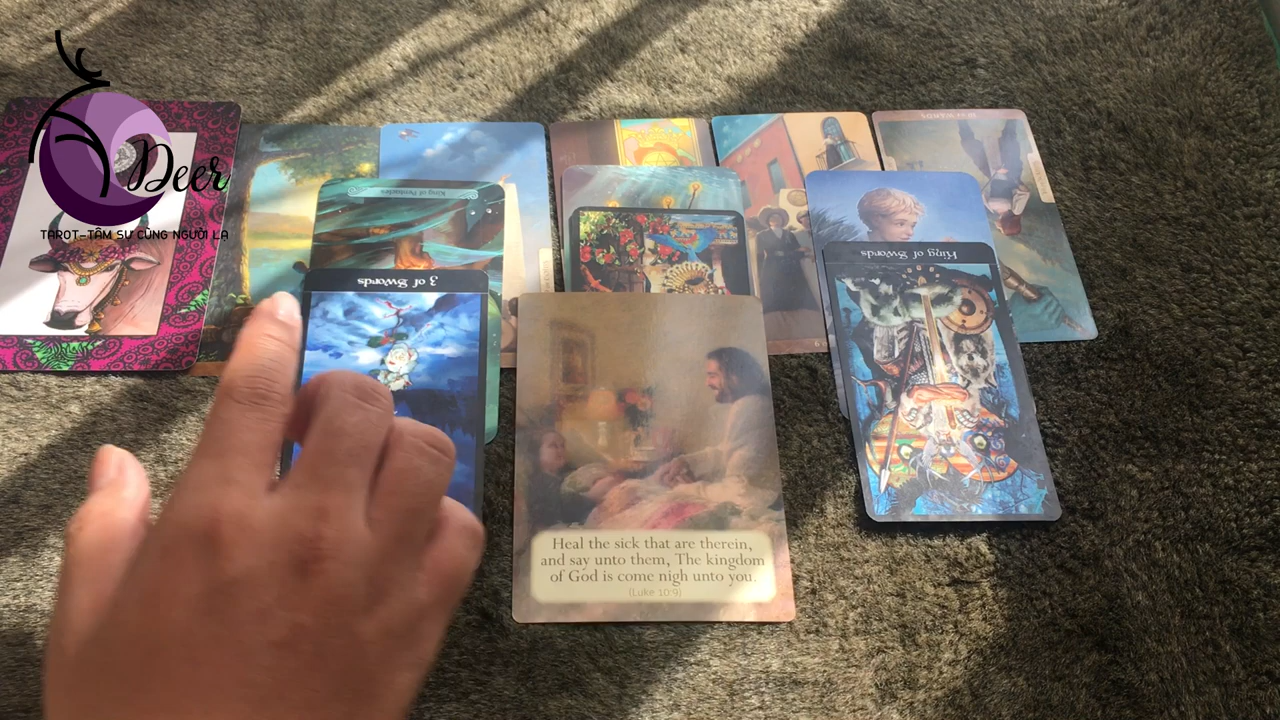 Deer
TAROT-TÂM SỰ CÙNG NGƯỜI LẠ
King of Pentacles
3 of Swords
King of Swords
Heal the sick that are therein,
and say unto them, The kingdom
of God is come nigh unto you.
(Luke 10:9)